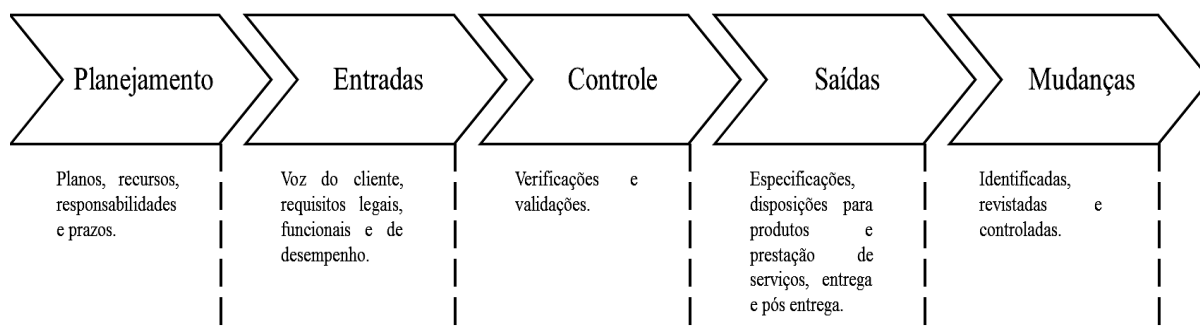 Planejamento
Entradas
Controle
Saídas
Mudanças
Planos, recursos,
responsabilidades
e prazos.
Voz do cliente,
requisitos legais,
funcionais e de
desempenho.
Verificações e
validações.
Especificações,
disposições para
produtos e
prestação de
serviços, entrega
e pós entrega.
Identificadas,
revistadas e
controladas.